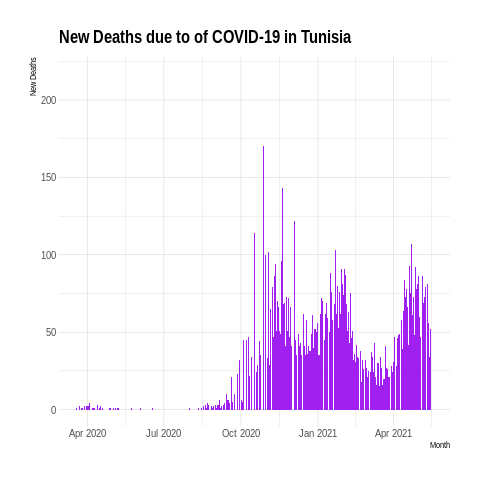 New Deaths due to of COVID-19 in Tunisia
New Deaths
200
150
100
50
0
Apr 2020 Jul 2020 Oct 2020 Jan 2021 Apr 2021
Month